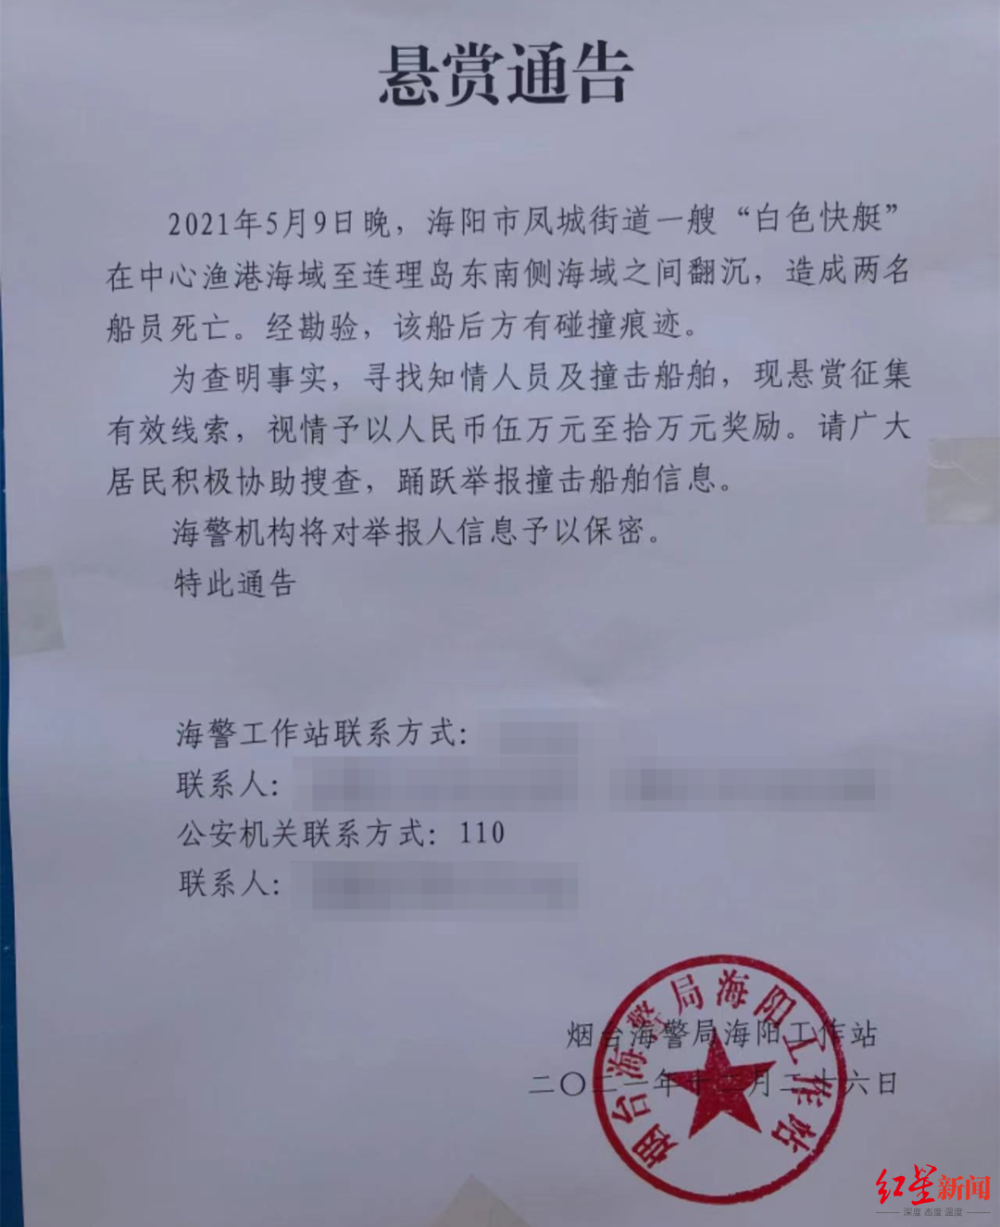 悬赏通告
2021年5月9日晚，海阳市凤城街道一艘“白色快艇”
在中心渔港海域至连理岛东南侧海域之间翻沉，造成两名
船员死亡。经勘验，该船后方有碰撞痕迹。
为查明事实，寻找知情人员及撞击船舶，现悬赏征集
有效线索，视情予以人民币伍万元至拾万元奖励。请广大
居民积极协助搜查，踊跃举报撞击船舶信息。
海警机构将对举报人信息予以保密。
特此通告
海警工作站联系方式：
联系人：
公安机关联系方式：110
联系人：
烟台海警局海阳工作站
二〇二一年十二月二十六日
烟台海警局海阳工作站
红星新闻
深度 态度 温度